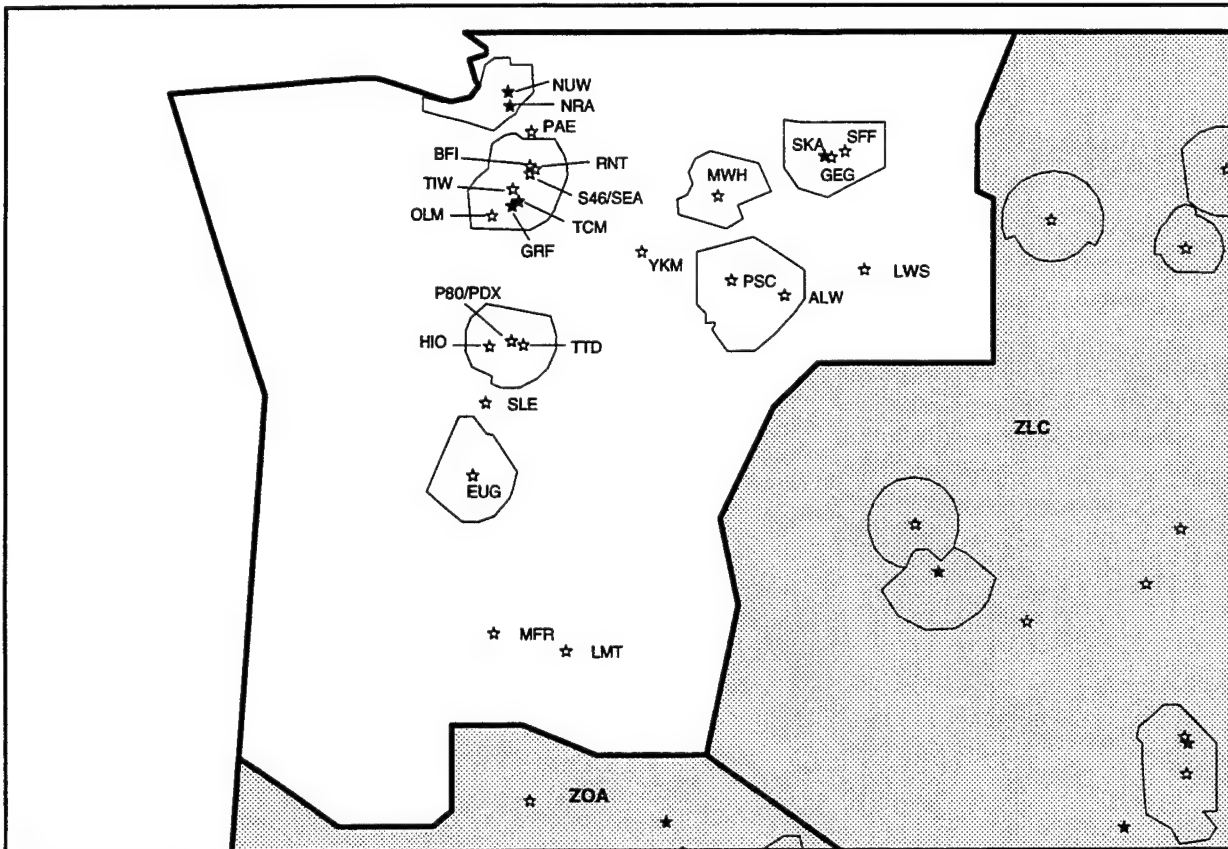 NUW
NRA
PAE
BFI
RNT
SKA
SFF
GEG
TIW
S46/SEA
MWH
OLM
TCM
GRF
YKM
PSC
LWS
ALW
P80/PDX
HIO
TTD
SLE
ZLC
EUG
MFR
LMT
ZOA